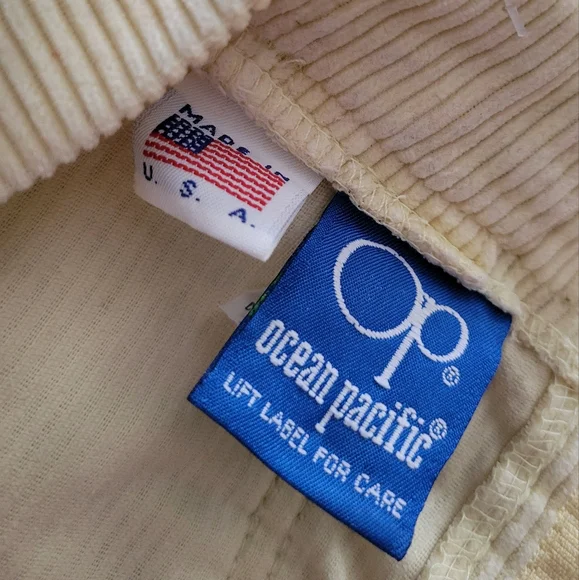 MADE IN
U. S. A.
Op®
ocean pacific®
LIFT LABEL FOR CARE